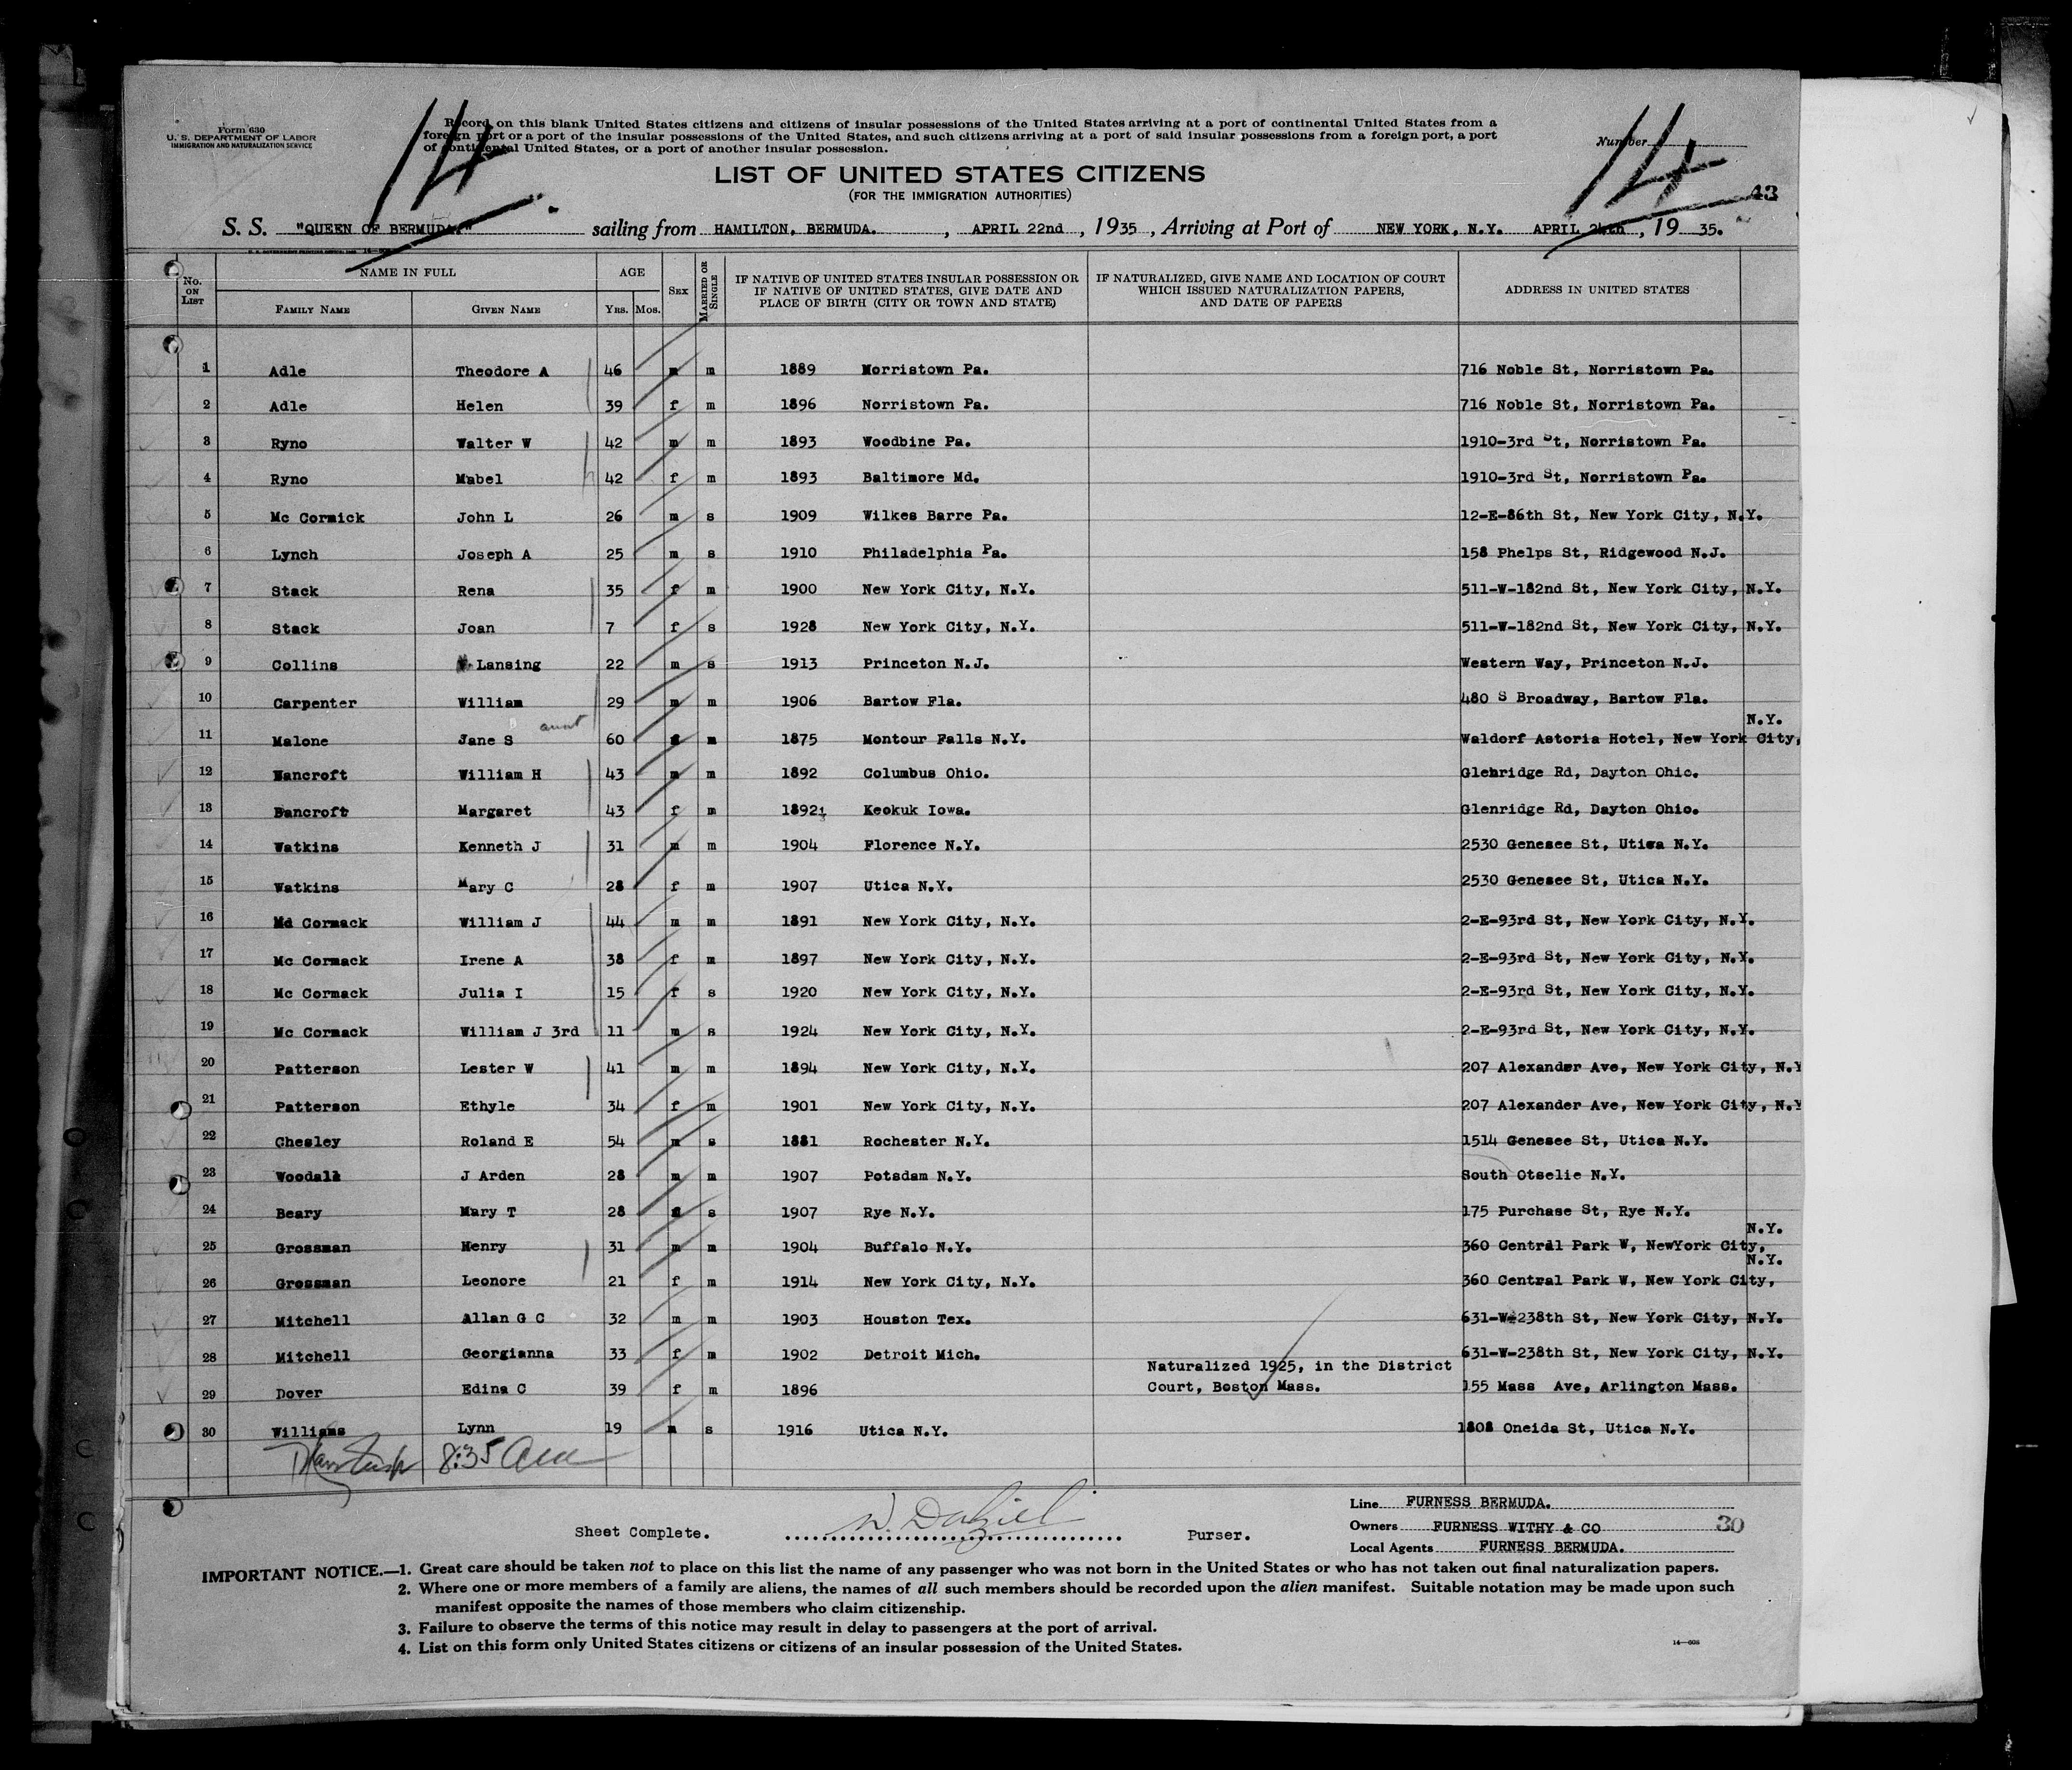 Form 630
U. S. DEPARTMENT OF LABOR
IMMIGRATION AND NATURALIZATION SERVICE
14
Record on this blank United States citizens and citizens of insular possessions of the United States arriving at a port of continental United States from a
foreign port or a port of the insular possessions of the United States, and such citizens arriving at a port of said insular possessions from a foreign port, a port
of continental United States, or a port of another insular possession.
Number
14
43
LIST OF UNITED STATES CITIZENS
(FOR THE IMMIGRATION AUTHORITIES)
S. S. "QUEEN OF BERMUDA." sailing from HAMILTON, BERMUDA. , APRIL 22nd , 1935 , Arriving at Port of NEW YORK, N.Y. APRIL 24th , 19 35.
No. ON LIST NAME IN FULL AGE SEX MARRIED OR SINGLE IF NATIVE OF UNITED STATES INSULAR POSSESSION OR IF NATIVE OF UNITED STATES, GIVE DATE AND PLACE OF BIRTH (CITY OR TOWN AND STATE) IF NATURALIZED, GIVE NAME AND LOCATION OF COURT WHICH ISSUED NATURALIZATION PAPERS, AND DATE OF PAPERS ADDRESS IN UNITED STATES
FAMILY NAME GIVEN NAME YRS. MOS.
1 Adle Theodore A 46 m m 1889 Norristown Pa. 716 Noble St, Norristown Pa.
2 Adle Helen 39 f m 1896 Norristown Pa. 716 Noble St, Norristown Pa.
3 Ryno Walter W 42 m m 1893 Woodbine Pa. 1910-3rd St, Norristown Pa.
4 Ryno Mabel 42 f m 1893 Baltimore Md. 1910-3rd St, Norristown Pa.
5 Mc Cormick John L 26 m s 1909 Wilkes Barre Pa. 12-E-86th St, New York City, N.Y.
6 Lynch Joseph A 25 m s 1910 Philadelphia Pa. 158 Phelps St, Ridgewood N.J.
7 Stack Rena 35 f m 1900 New York City, N.Y. 511-W-182nd St, New York City, N.Y.
8 Stack Joan 7 f s 1928 New York City, N.Y. 511-W-182nd St, New York City, N.Y.
9 Collins Lansing 22 m s 1913 Princeton N.J. Western Way, Princeton N.J.
10 Carpenter William 29 m m 1906 Bartow Fla. 480 S Broadway, Bartow Fla.
aunt N.Y.
11 Malone Jane S 60 f m 1875 Montour Falls N.Y. Waldorf Astoria Hotel, New York City,
12 Bancroft William H 43 m m 1892 Columbus Ohio. Glenridge Rd, Dayton Ohio.
13 Bancroft Margaret 43 f m 1892 Keokuk Iowa. Glenridge Rd, Dayton Ohio.
14 Watkins Kenneth J 31 m m 1904 Florence N.Y. 2530 Genesee St, Utica N.Y.
15 Watkins Mary C 28 f m 1907 Utica N.Y. 2530 Genesee St, Utica N.Y.
16 Md Cormack William J 44 m m 1891 New York City, N.Y. 2-E-93rd St, New York City, N.Y.
17 Mc Cormack Irene A 38 f m 1897 New York City, N.Y. 2-E-93rd St, New York City, N.Y.
18 Mc Cormack Julia I 15 f s 1920 New York City, N.Y. 2-E-93rd St, New York City, N.Y.
19 Mc Cormack William J 3rd 11 m s 1924 New York City, N.Y. 2-E-93rd St, New York City, N.Y.
20 Patterson Lester W 41 m m 1894 New York City, N.Y. 207 Alexander Ave, New York City, N.Y
21 Patterson Ethyle 34 f m 1901 New York City, N.Y. 207 Alexander Ave, New York City, N.Y
22 Chesley Roland E 54 m s 1881 Rochester N.Y. 1514 Genesee St, Utica N.Y.
23 Woodall J Arden 28 m m 1907 Potsdam N.Y. South Otselic N.Y.
24 Beary Mary T 28 f s 1907 Rye N.Y. 175 Purchase St, Rye N.Y.
N.Y.
25 Grossman Henry 31 m m 1904 Buffalo N.Y. 360 Central Park W, NewYork City,
N.Y.
26 Grossman Leonore 21 f m 1914 New York City, N.Y. 360 Central Park W, New York City,
27 Mitchell Allan G C 32 m m 1903 Houston Tex. 631-W-238th St, New York City, N.Y.
28 Mitchell Georgianna 33 f m 1902 Detroit Mich. 631-W-238th St, New York City, N.Y.
Naturalized 1925, in the District
29 Dover Edina C 39 f m 1896 Court, Boston Mass. 155 Mass Ave, Arlington Mass.
30 Williams Lynn 19 m s 1916 Utica N.Y. 1808 Oneida St, Utica N.Y.
8:35 am
Sheet Complete. W. Dalziel Purser.
Line FURNESS BERMUDA.
Owners FURNESS WITHY & CO 30
Local Agents FURNESS BERMUDA.
IMPORTANT NOTICE.—1. Great care should be taken not to place on this list the name of any passenger who was not born in the United States or who has not taken out final naturalization papers.
2. Where one or more members of a family are aliens, the names of all such members should be recorded upon the alien manifest. Suitable notation may be made upon such
manifest opposite the names of those members who claim citizenship.
3. Failure to observe the terms of this notice may result in delay to passengers at the port of arrival.
4. List on this form only United States citizens or citizens of an insular possession of the United States.